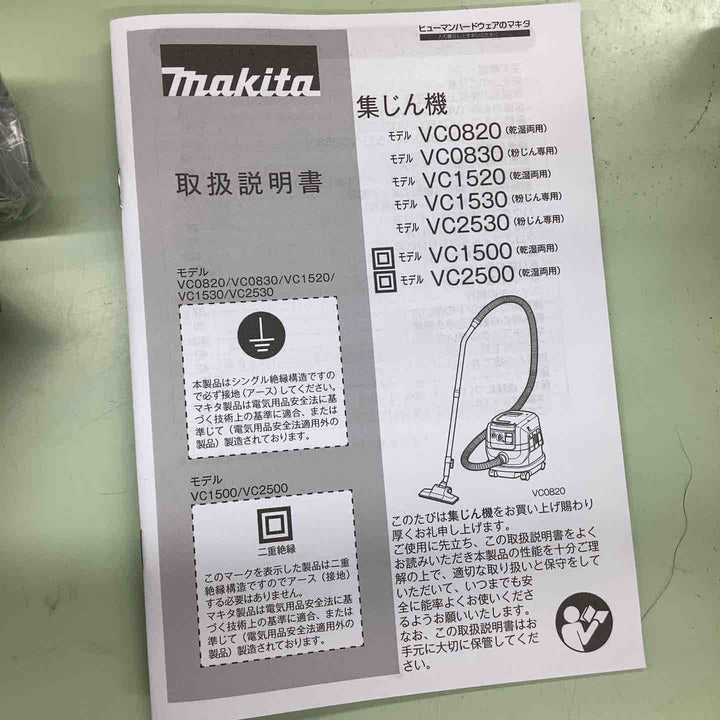 ヒューマンハードウェアのマキタ
人の暮らしと住まいのために
makita
取扱説明書
集じん機
モデル VC0820 (乾湿両用)
モデル VC0830 (粉じん専用)
モデル VC1520 (乾湿両用)
モデル VC1530 (粉じん専用)
モデル VC2530 (粉じん専用)
モデル VC1500 (乾湿両用)
モデル VC2500 (乾湿両用)
モデル
VC0820/VC0830/VC1520/
VC1530/VC2530
本製品はシングル絶縁構造ですの
で必ず接地(アース)してください。
マキタ製品は電気用品安全法に基
づく技術上の基準に適合、または
準じて(電気用品安全法適用外の
製品)製造されております。
モデル
VC1500/VC2500
二重絶縁
このマークを表示した製品は二重
絶縁構造ですのでアース(接地)
する必要はありません。
マキタ製品は電気用品安全法に基
づく技術上の基準に適合、または
準じて(電気用品安全法適用外の
製品)製造されております。
VC0820
このたびは集じん機をお買い上げ賜わり
厚くお礼申し上げます。
ご使用に先立ち、この取扱説明書をよく
お読みいただき本製品の性能を十分ご理
解の上で、適切な取り扱いと保守をして
いただいて、いつまでも安
全に能率よくお使いくださ
るようお願いいたします。
なお、この取扱説明書はお
手元に大切に保管してくだ
さい。